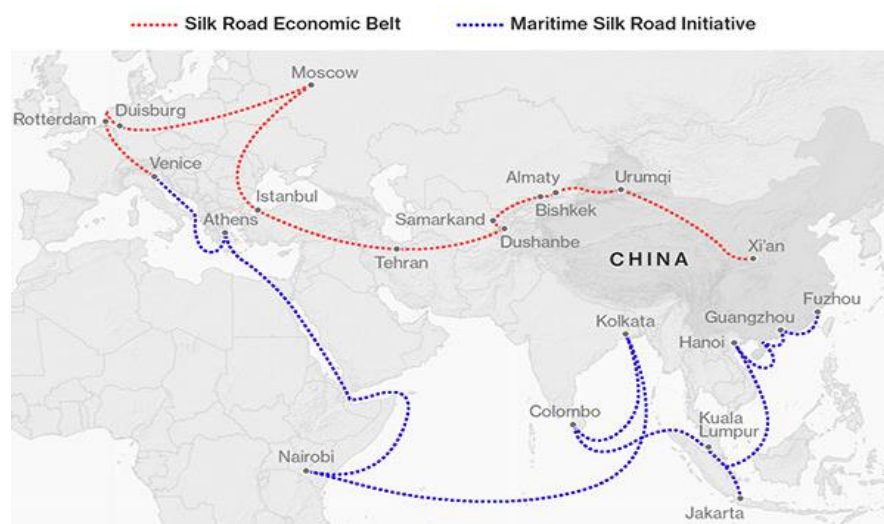 Silk Road Economic Belt
Maritime Silk Road Initiative
Moscow
Duisburg
Rotterdam
Venice
Istanbul
Athens
Almaty
Urumqi
Samarkand
Bishkek
Dushanbe
Tehran
CHINA
Xi'an
Fuzhou
Guangzhou
Kolkata
Hanoi
Colombo
Kuala
Lumpur
Nairobi
Jakarta